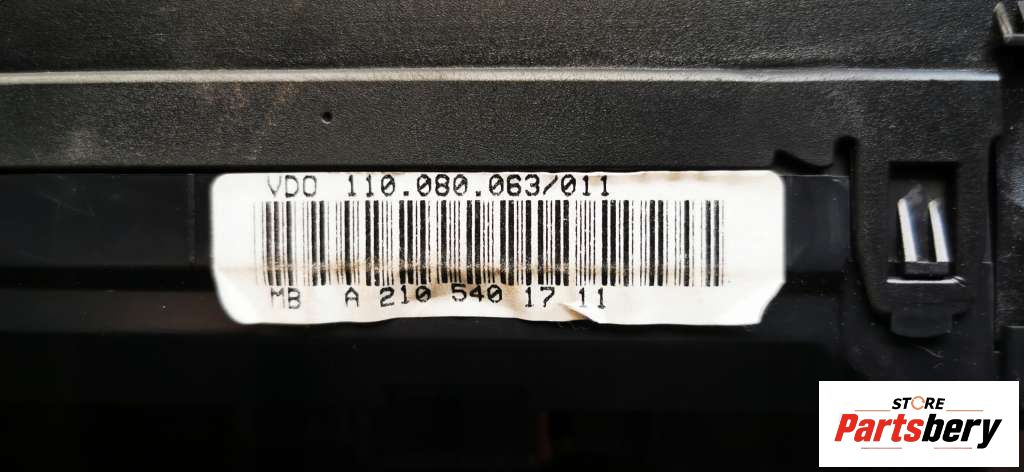 VDO 110.080.063/011
MB A 210 540 17 11
STORE
Partsbery